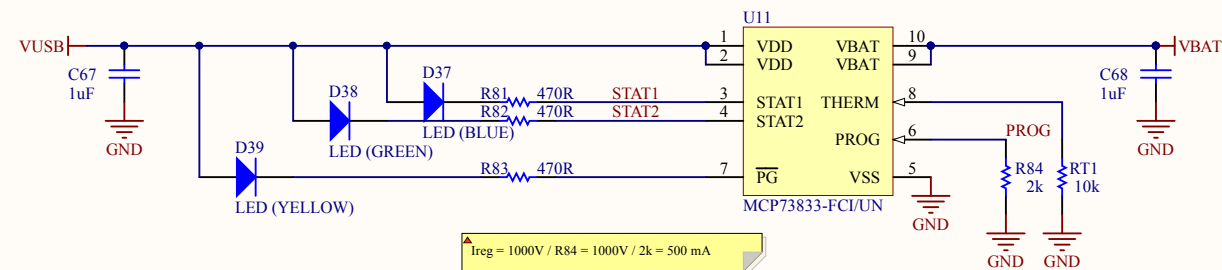 U11
VUSB
1
VDD
2
VDD
VBAT
10
VBAT
9
VBAT
C67
1uF
GND
D37
LED (BLUE)
R81
470R
STAT1
3
STAT1
D38
LED (GREEN)
R82
470R
STAT2
4
STAT2
THERM
8
PROG
6
PROG
C68
1uF
GND
D39
LED (YELLOW)
R83
470R
7
PG
VSS
5
GND
R84
2k
GND
RT1
10k
GND
MCP73833-FCI/UN
Ireg = 1000V / R84 = 1000V / 2k = 500 mA